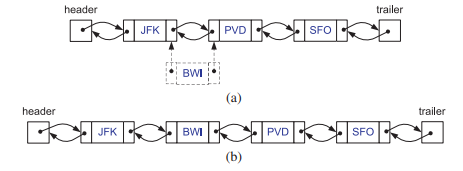 header trailer
JFK PVD SFO
BWI
(a)
header trailer
JFK BWI PVD SFO
(b)